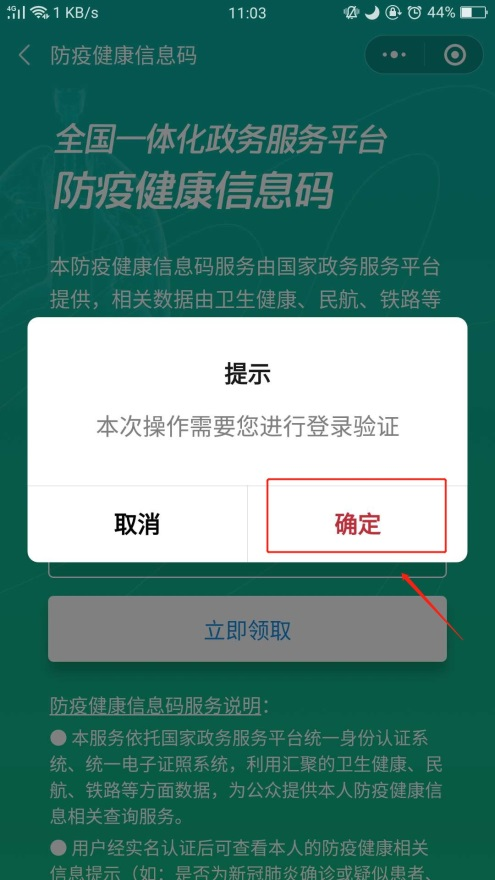 4G 1 KB/s 11:03 44%
防疫健康信息码
全国一体化政务服务平台
防疫健康信息码
本防疫健康信息码服务由国家政务服务平台
提供，相关数据由卫生健康、民航、铁路等
提示
本次操作需要您进行登录验证
取消 确定
立即领取
防疫健康信息码服务说明：
● 本服务依托国家政务服务平台统一身份认证系
统、统一电子证照系统，利用汇聚的卫生健康、民
航、铁路等方面数据，为公众提供本人防疫健康信
息相关查询服务。
● 用户经实名认证后可查看本人的防疫健康相关
信息提示（如：是否为新冠肺炎确诊或疑似患者、